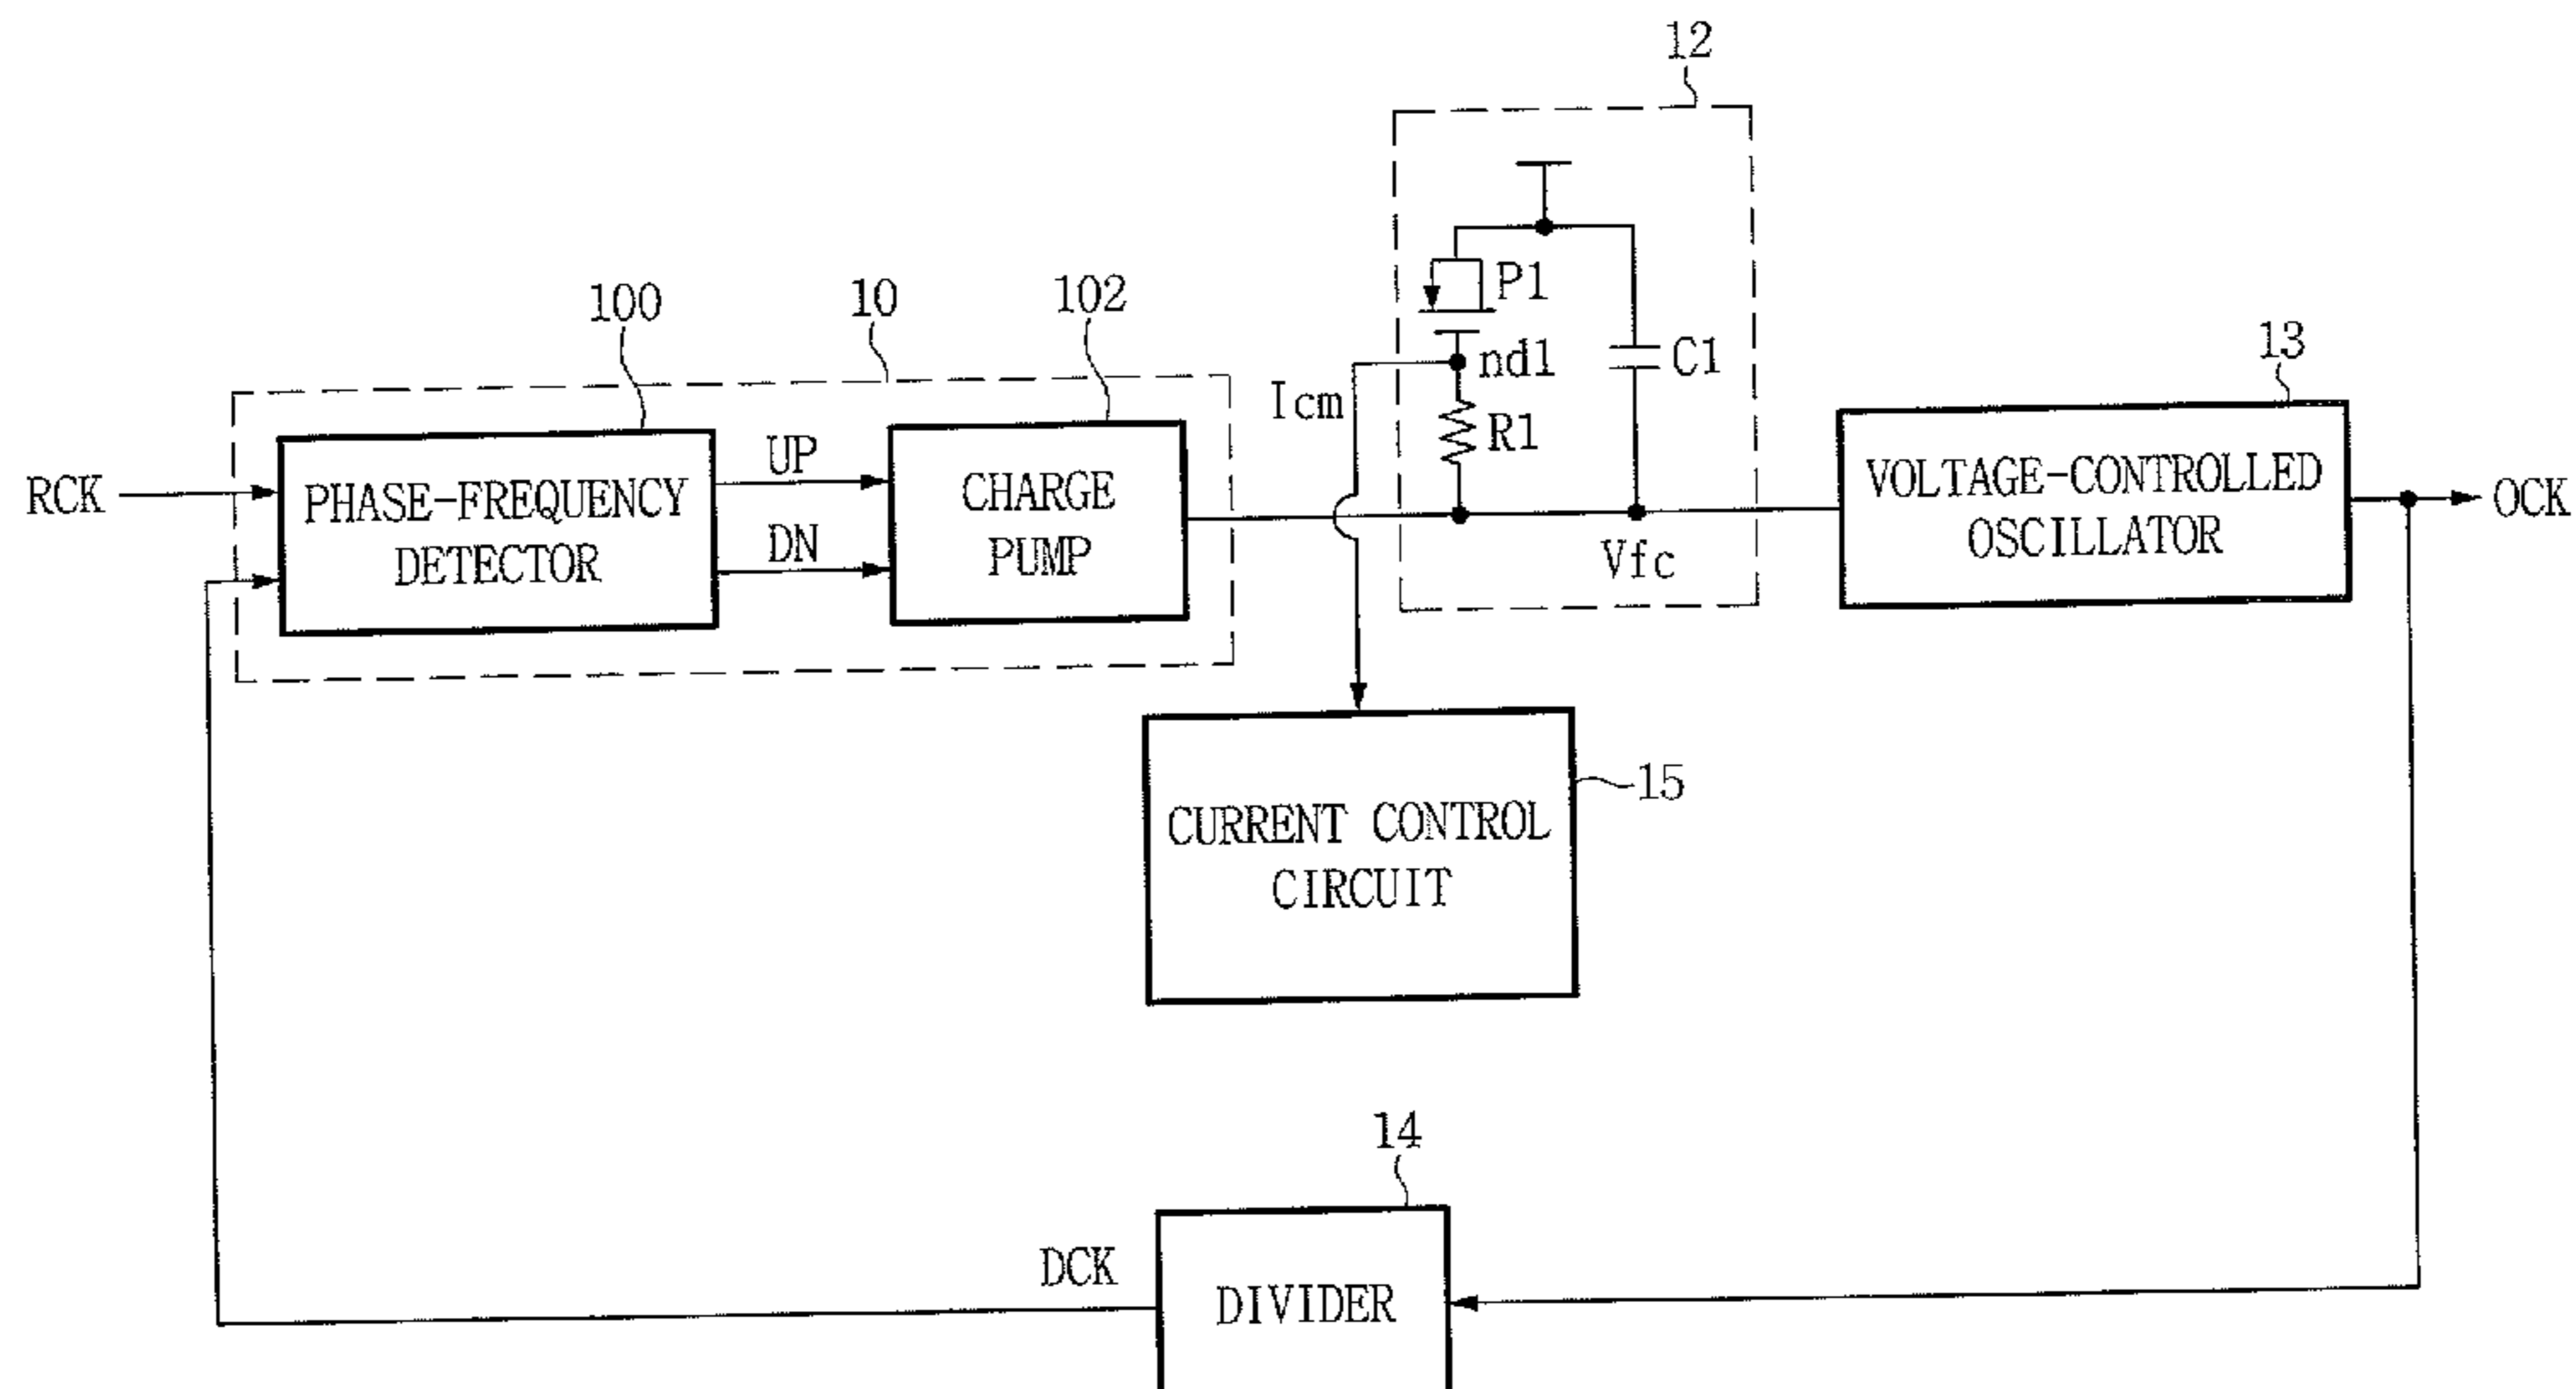 12
100
10
102
P1
nd1
C1
13
Icm
R1
RCK
PHASE-FREQUENCY
DETECTOR
UP
DN
CHARGE
PUMP
Vfc
VOLTAGE-CONTROLLED
OSCILLATOR
OCK
CURRENT CONTROL
CIRCUIT
15
14
DCK
DIVIDER